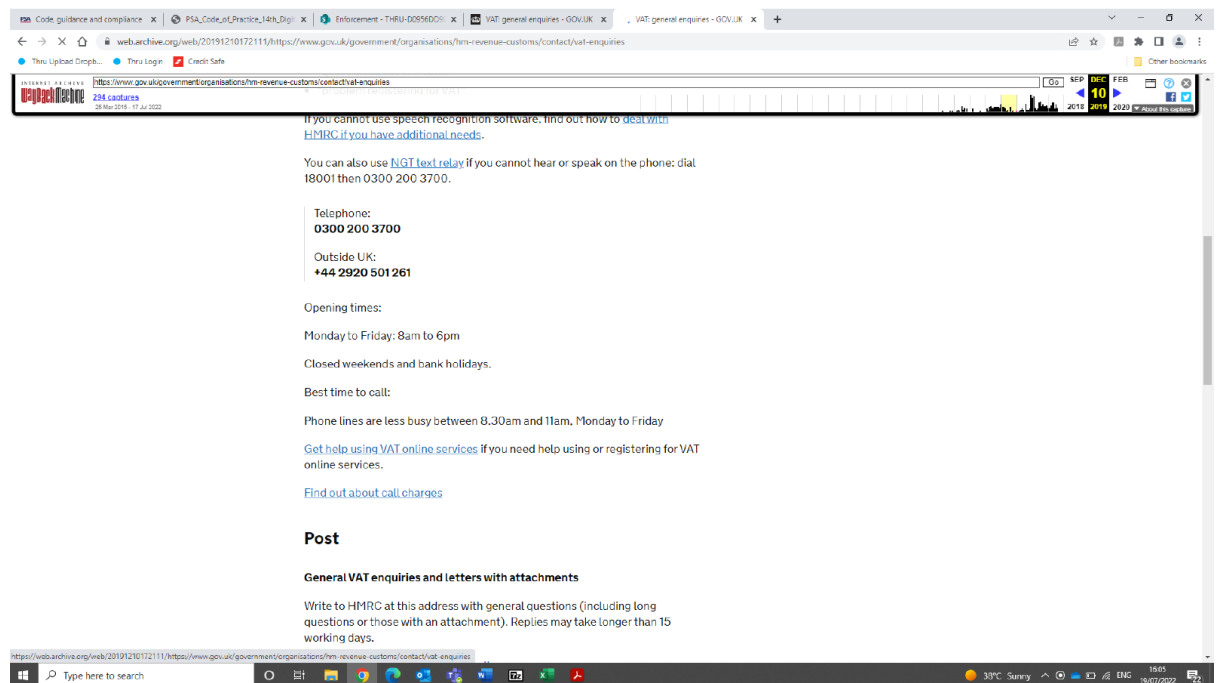 Code, guidance and compliance
PSA_Code_of_Practice_14th_Digi
Enforcement - THRU-D0956DD9
VAT: general enquiries - GOV.UK
VAT: general enquiries - GOV.UK
web.archive.org/web/20191210172111/https://www.gov.uk/government/organisations/hm-revenue-customs/contact/vat-enquiries
Thru Upload Dropb... Thru Login Credit Safe Other bookmarks
INTERNET ARCHIVE
WayBackMachine
https://www.gov.uk/government/organisations/hm-revenue-customs/contact/vat-enquiries
Go
SEP DEC FEB
294 captures
10
26 Mar 2015 - 17 Jul 2022
2018 2019 2020
About this capture
problem registering for VAT
If you cannot use speech recognition software, find out how to deal with
HMRC if you have additional needs.
You can also use NGT text relay if you cannot hear or speak on the phone: dial
18001 then 0300 200 3700.
Telephone:
0300 200 3700
Outside UK:
+44 2920 501 261
Opening times:
Monday to Friday: 8am to 6pm
Closed weekends and bank holidays.
Best time to call:
Phone lines are less busy between 8.30am and 11am, Monday to Friday
Get help using VAT online services if you need help using or registering for VAT
online services.
Find out about call charges
Post
General VAT enquiries and letters with attachments
Write to HMRC at this address with general questions (including long
questions or those with an attachment). Replies may take longer than 15
working days.
https://web.archive.org/web/20191210172111/https://www.gov.uk/government/organisations/hm-revenue-customs/contact/vat-enquiries
Type here to search
38°C Sunny
ENG
16:05
19/07/2022